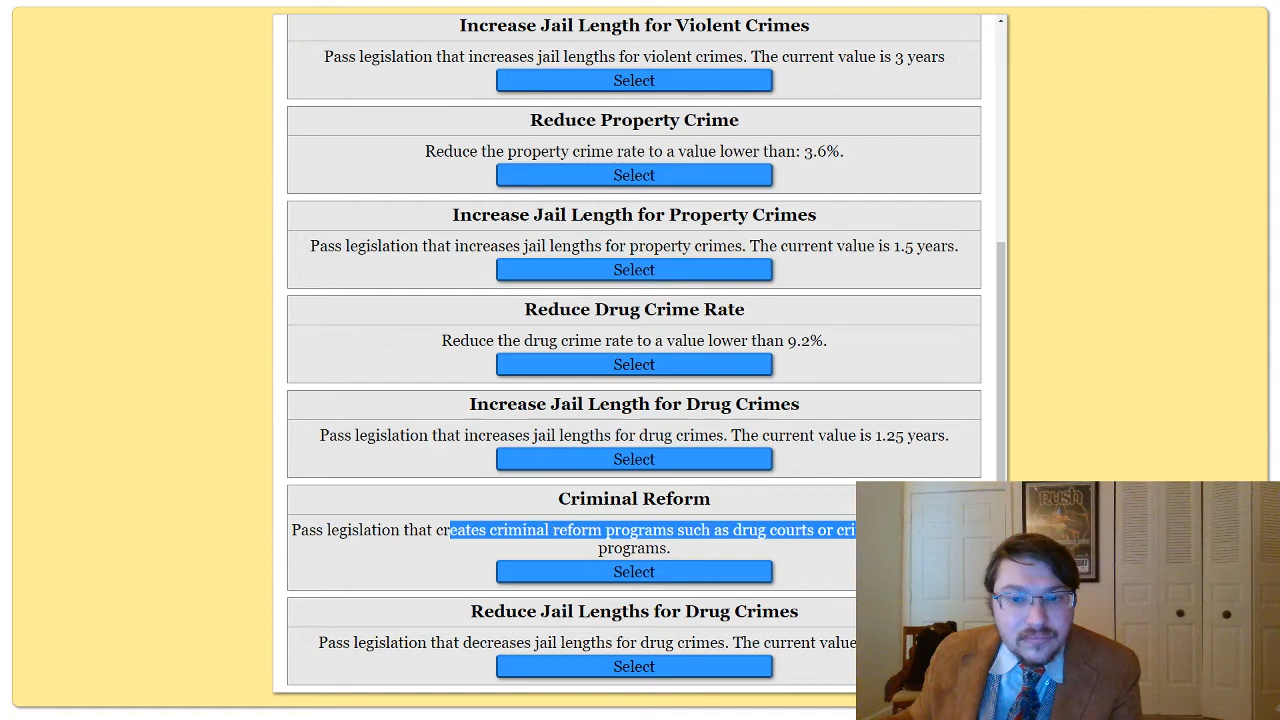 Increase Jail Length for Violent Crimes
Pass legislation that increases jail lengths for violent crimes. The current value is 3 years
Select
Reduce Property Crime
Reduce the property crime rate to a value lower than: 3.6%.
Select
Increase Jail Length for Property Crimes
Pass legislation that increases jail lengths for property crimes. The current value is 1.5 years.
Select
Reduce Drug Crime Rate
Reduce the drug crime rate to a value lower than 9.2%.
Select
Increase Jail Length for Drug Crimes
Pass legislation that increases jail lengths for drug crimes. The current value is 1.25 years.
Select
Criminal Reform
Pass legislation that creates criminal reform programs such as drug courts or cri
programs.
Select
Reduce Jail Lengths for Drug Crimes
Pass legislation that decreases jail lengths for drug crimes. The current value
Select
RUSH